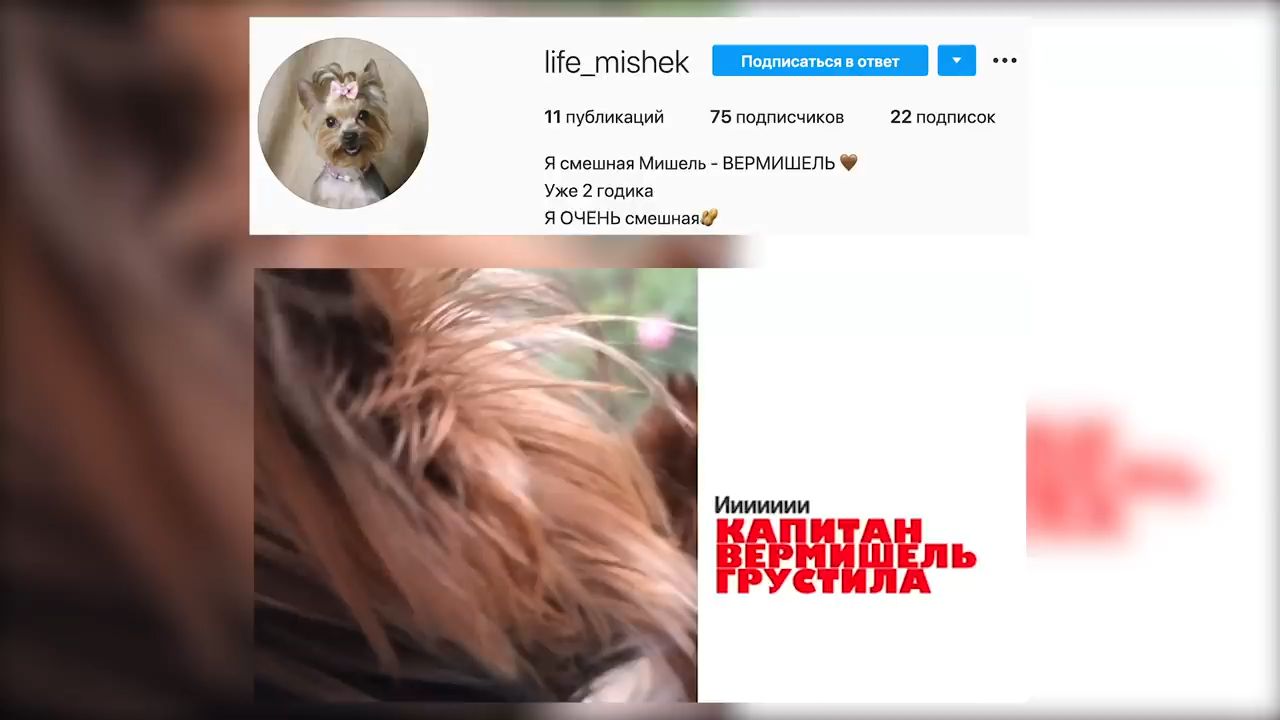 life_mishek
Подписаться в ответ
11 публикаций 75 подписчиков 22 подписок
Я смешная Мишель - ВЕРМИШЕЛЬ 🤎
Уже 2 годика
Я ОЧЕНЬ смешная🥜
Иииииии
КАПИТАН
ВЕРМИШЕЛЬ
ГРУСТИЛА